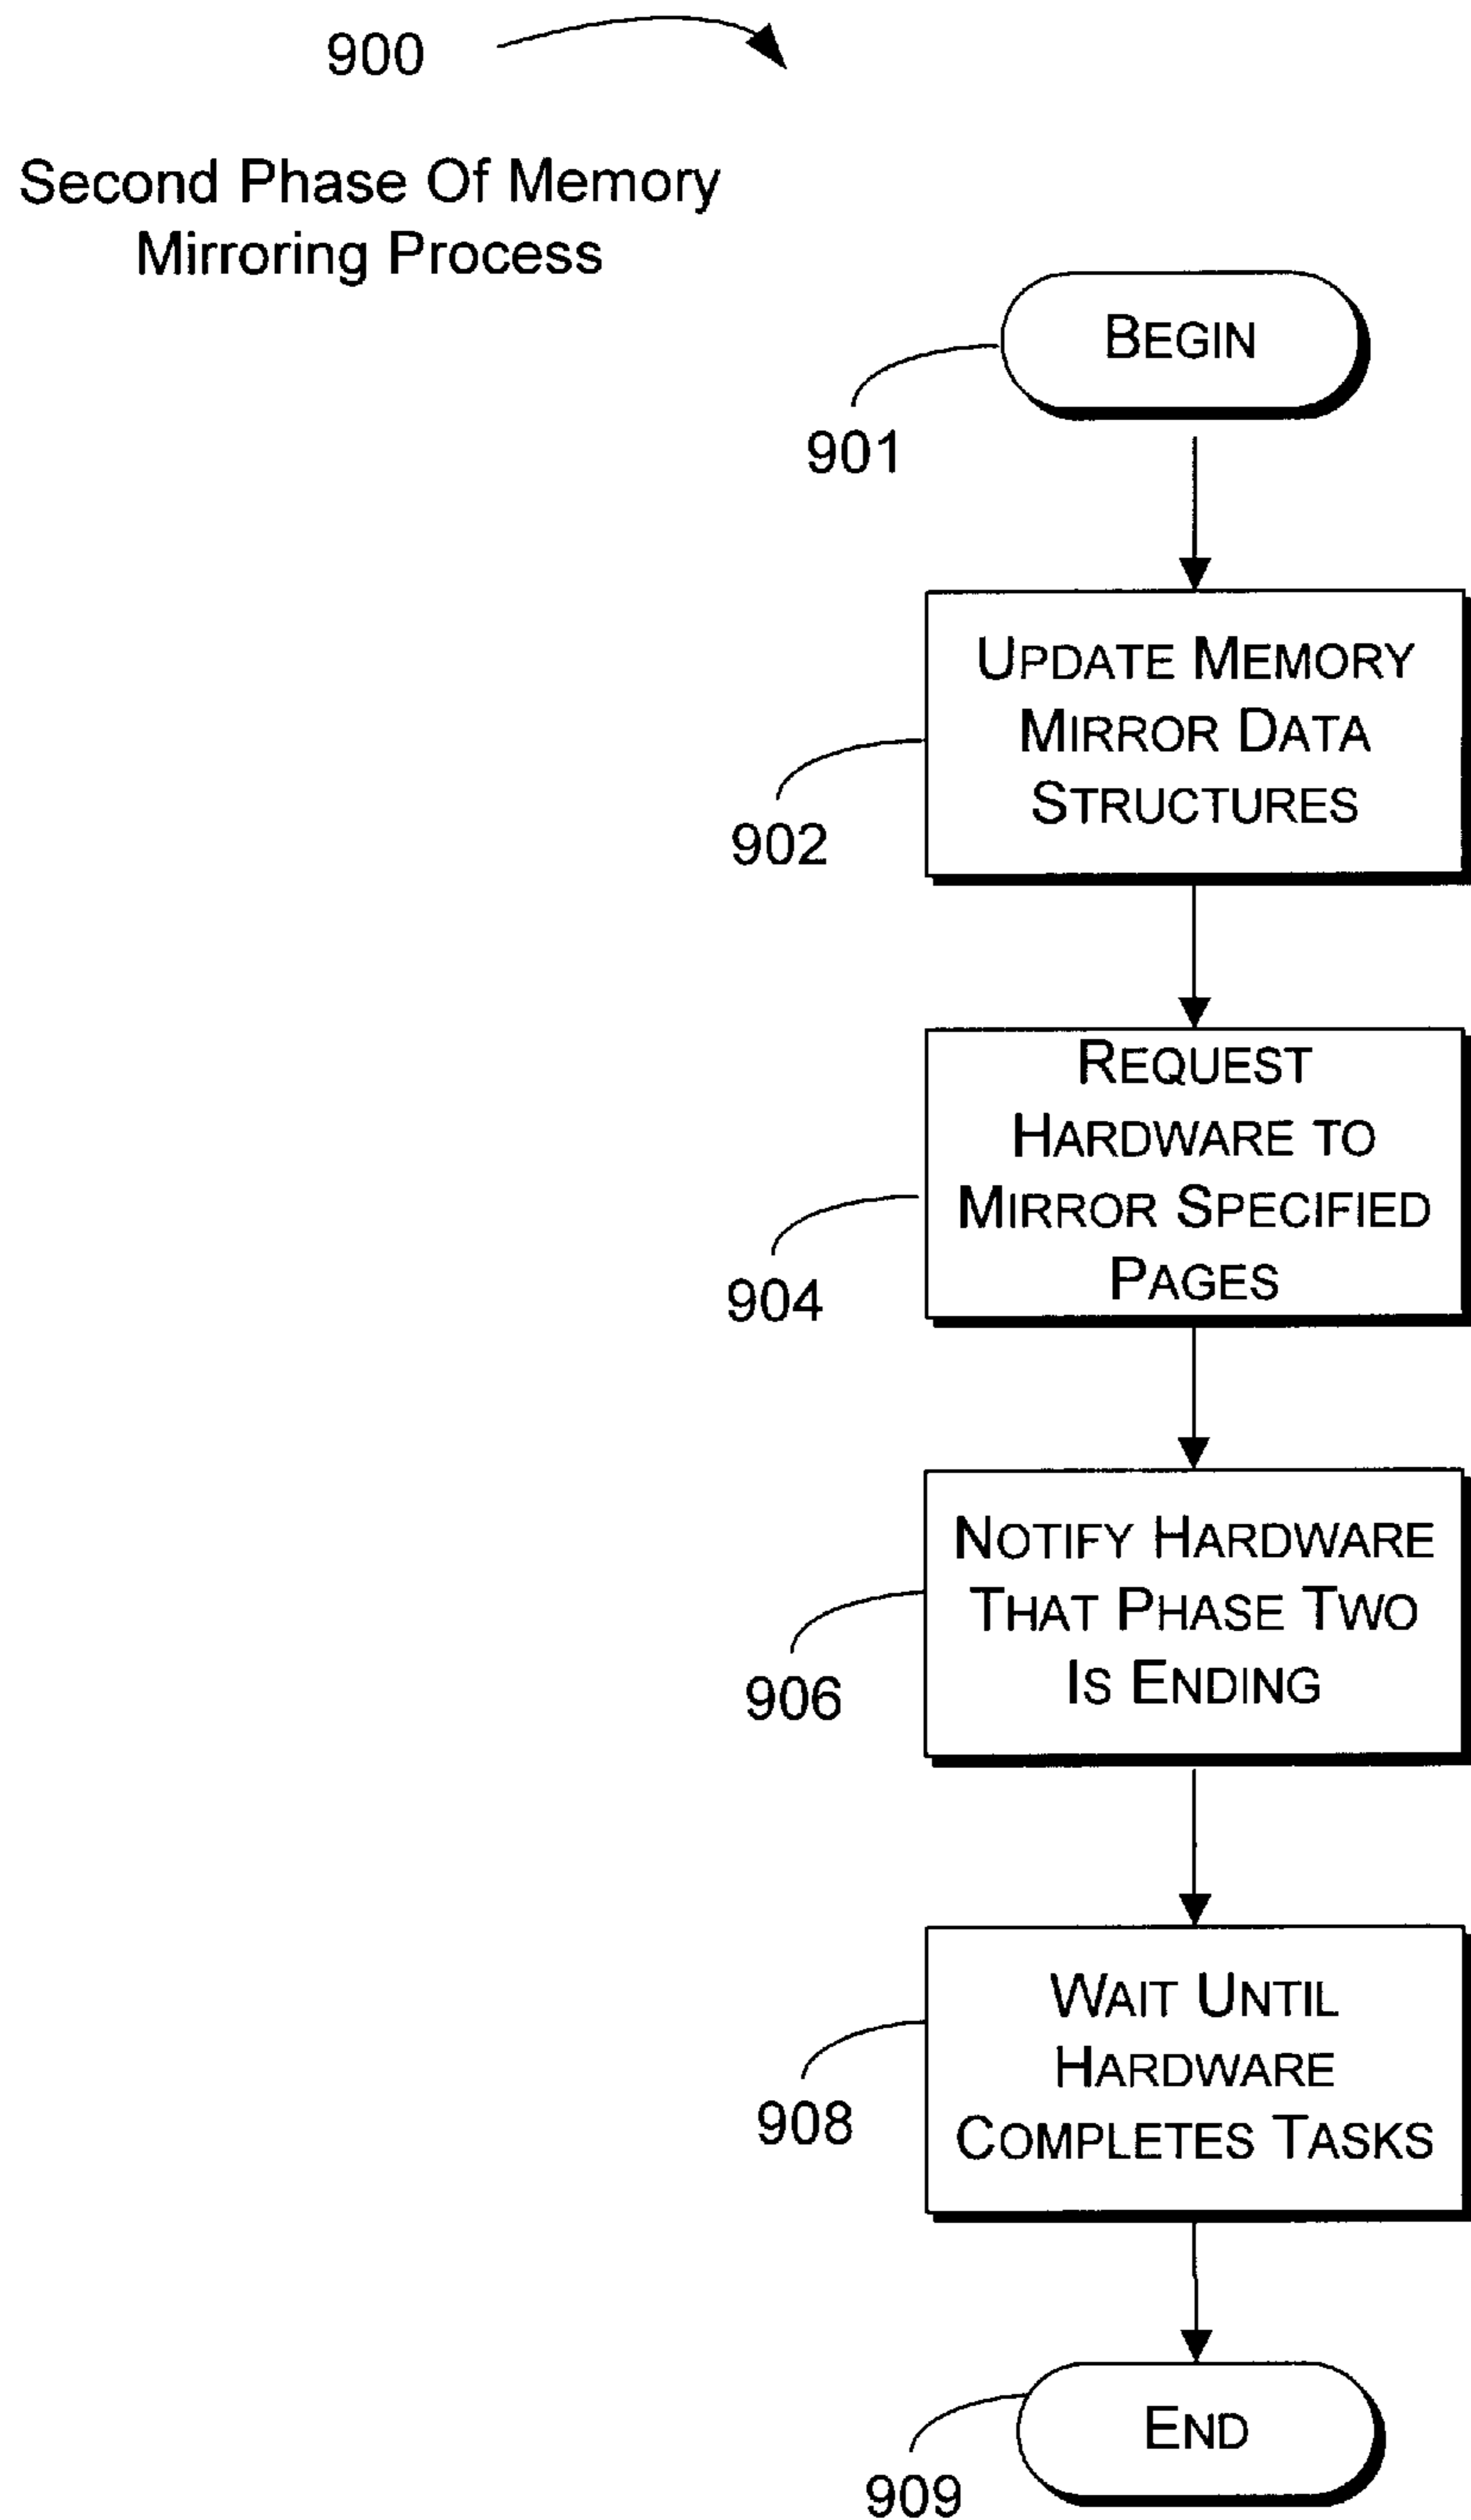 900
Second Phase Of Memory
Mirroring Process
BEGIN
901
UPDATE MEMORY
MIRROR DATA
STRUCTURES
902
REQUEST
HARDWARE TO
MIRROR SPECIFIED
PAGES
904
NOTIFY HARDWARE
THAT PHASE TWO
IS ENDING
906
WAIT UNTIL
HARDWARE
COMPLETES TASKS
908
END
909